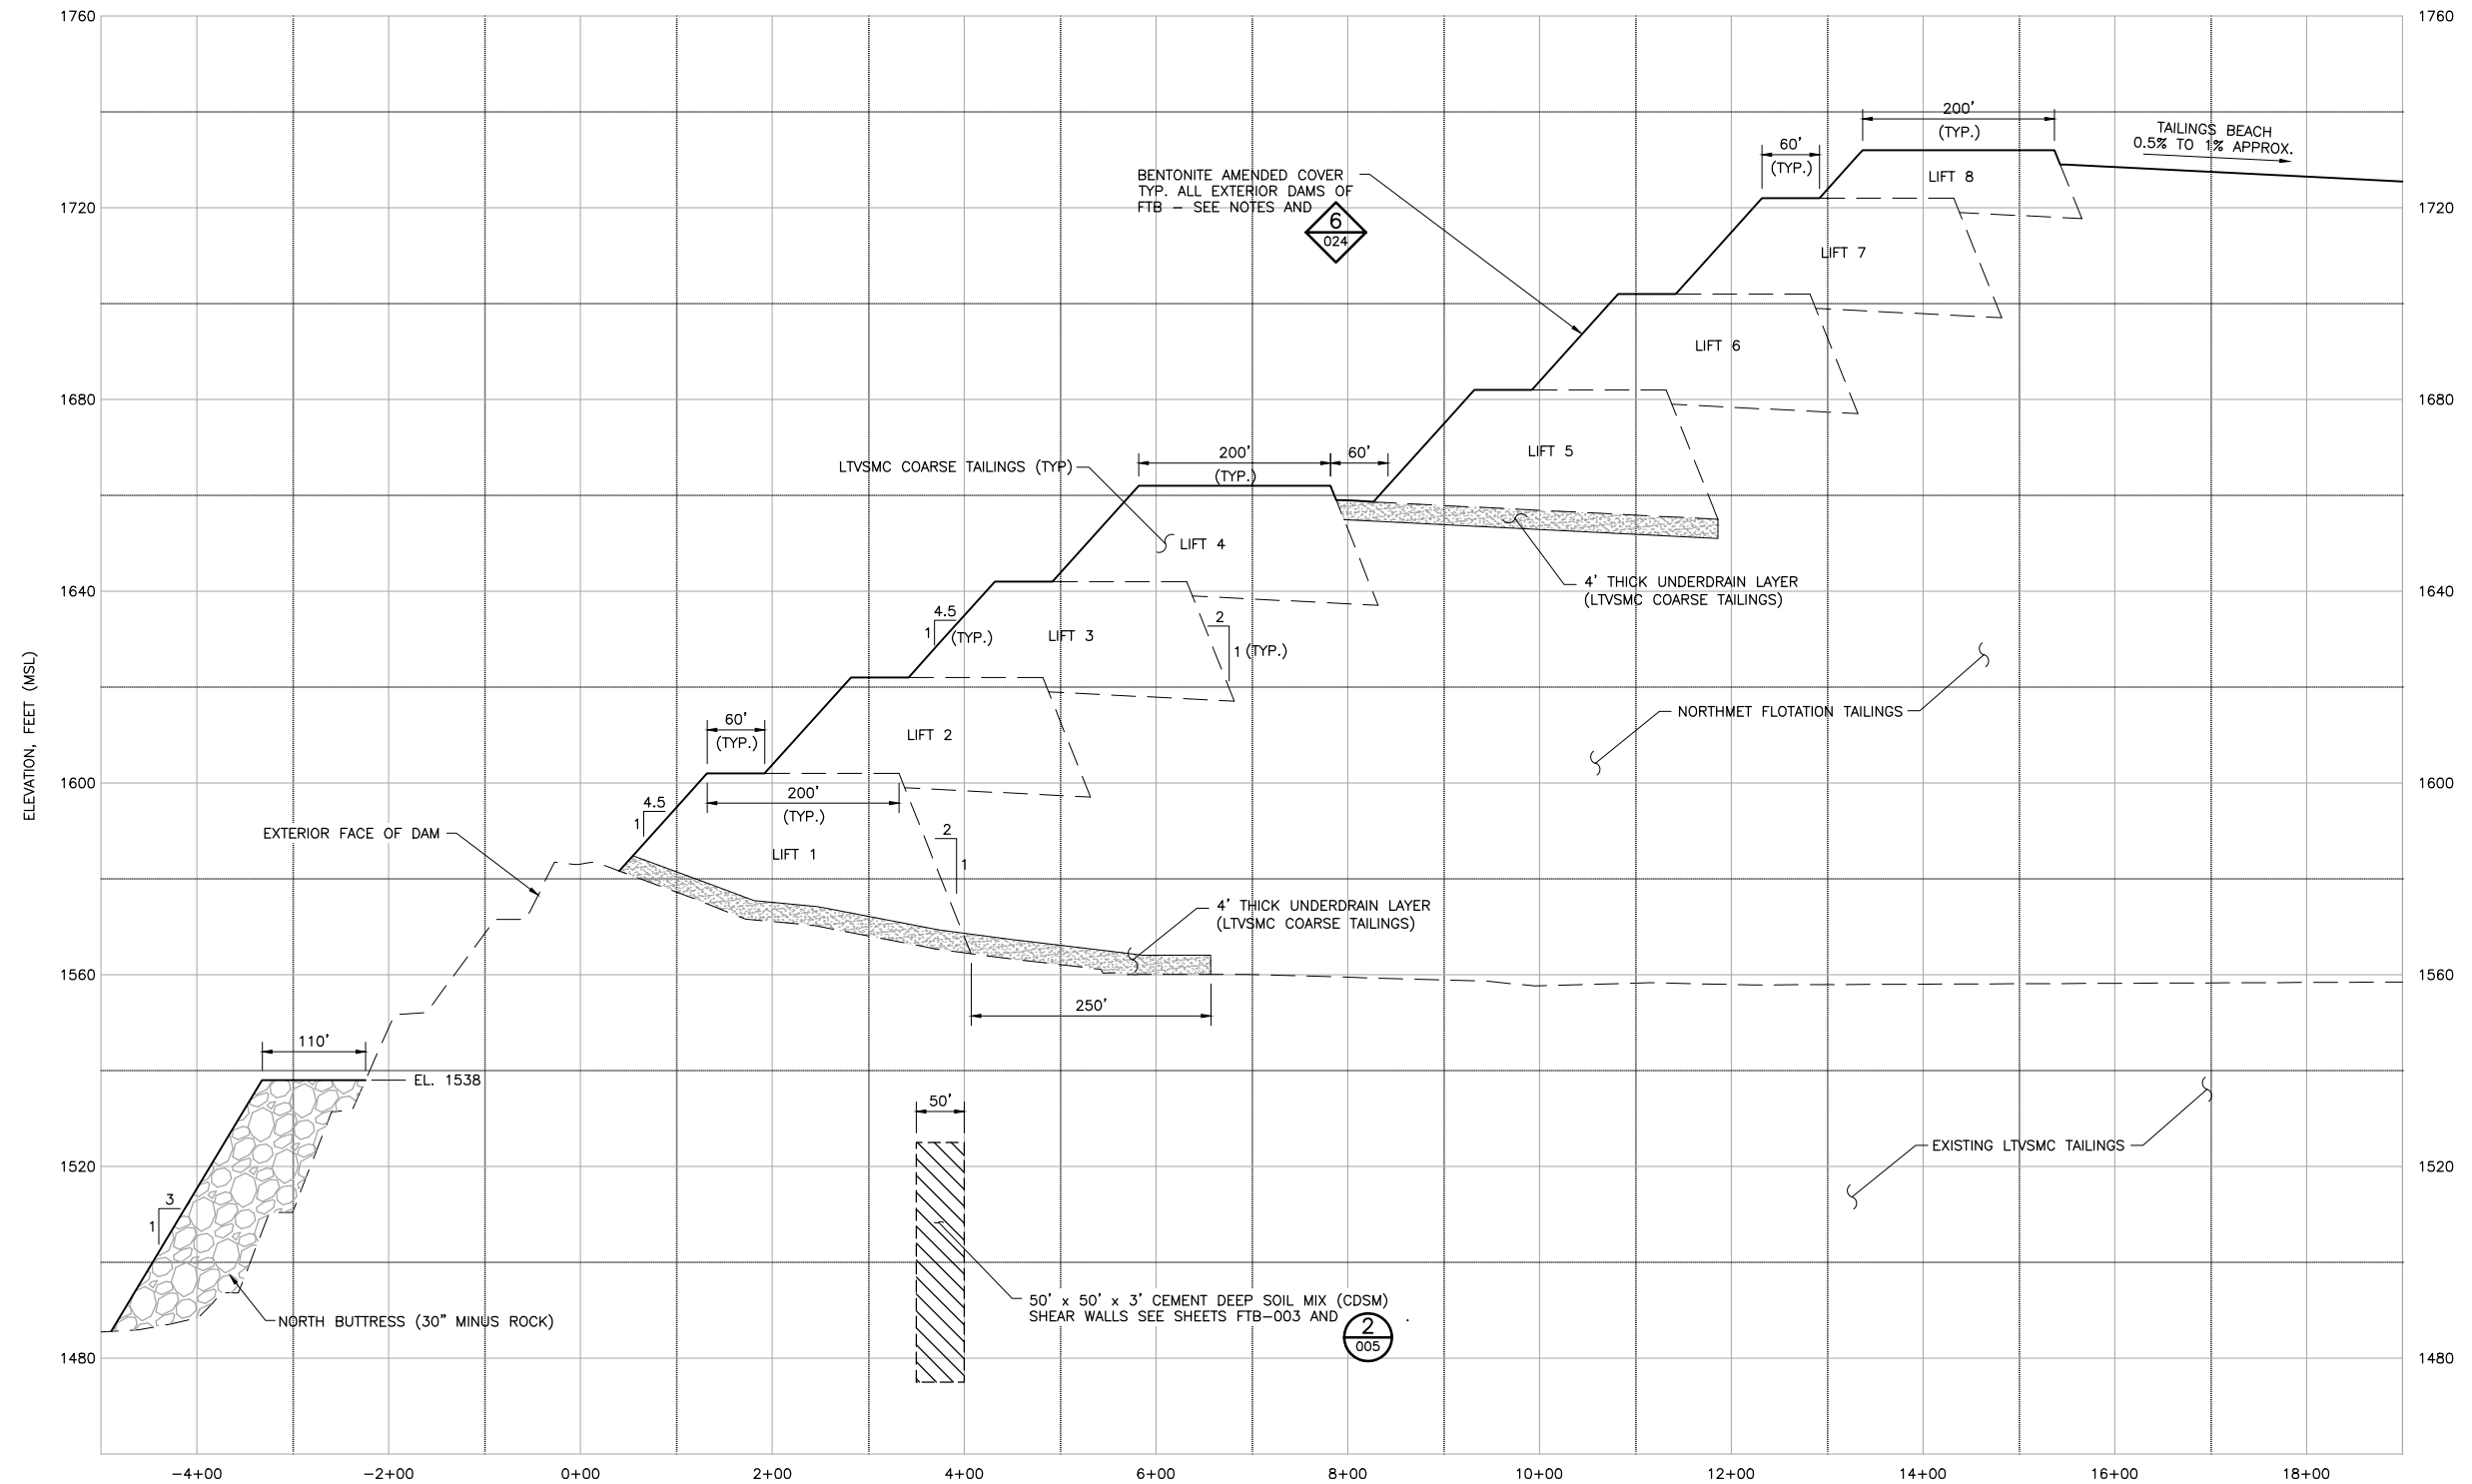 1760
1760
200'
(TYP.)
TAILINGS BEACH
0.5% TO 1% APPROX.
60'
(TYP.)
LIFT 8
BENTONITE AMENDED COVER
TYP. ALL EXTERIOR DAMS OF
FTB – SEE NOTES AND
6
024
1720
1720
LIFT 7
LIFT 6
1680
1680
200'
(TYP.)
60'
LIFT 5
LTVSMC COARSE TAILINGS (TYP)
LIFT 4
4' THICK UNDERDRAIN LAYER
(LTVSMC COARSE TAILINGS)
1640
1640
4.5
1
(TYP.)
LIFT 3
2
1 (TYP.)
ELEVATION, FEET (MSL)
NORTHMET FLOTATION TAILINGS
60'
(TYP.)
LIFT 2
1600
1600
200'
(TYP.)
4.5
1
EXTERIOR FACE OF DAM
2
1
LIFT 1
4' THICK UNDERDRAIN LAYER
(LTVSMC COARSE TAILINGS)
1560
1560
250'
110'
EL. 1538
50'
EXISTING LTVSMC TAILINGS
1520
1520
3
1
50' x 50' x 3' CEMENT DEEP SOIL MIX (CDSM)
SHEAR WALLS SEE SHEETS FTB–003 AND .
2
005
NORTH BUTTRESS (30" MINUS ROCK)
1480
1480
−4+00 −2+00 0+00 2+00 4+00 6+00 8+00 10+00 12+00 14+00 16+00 18+00